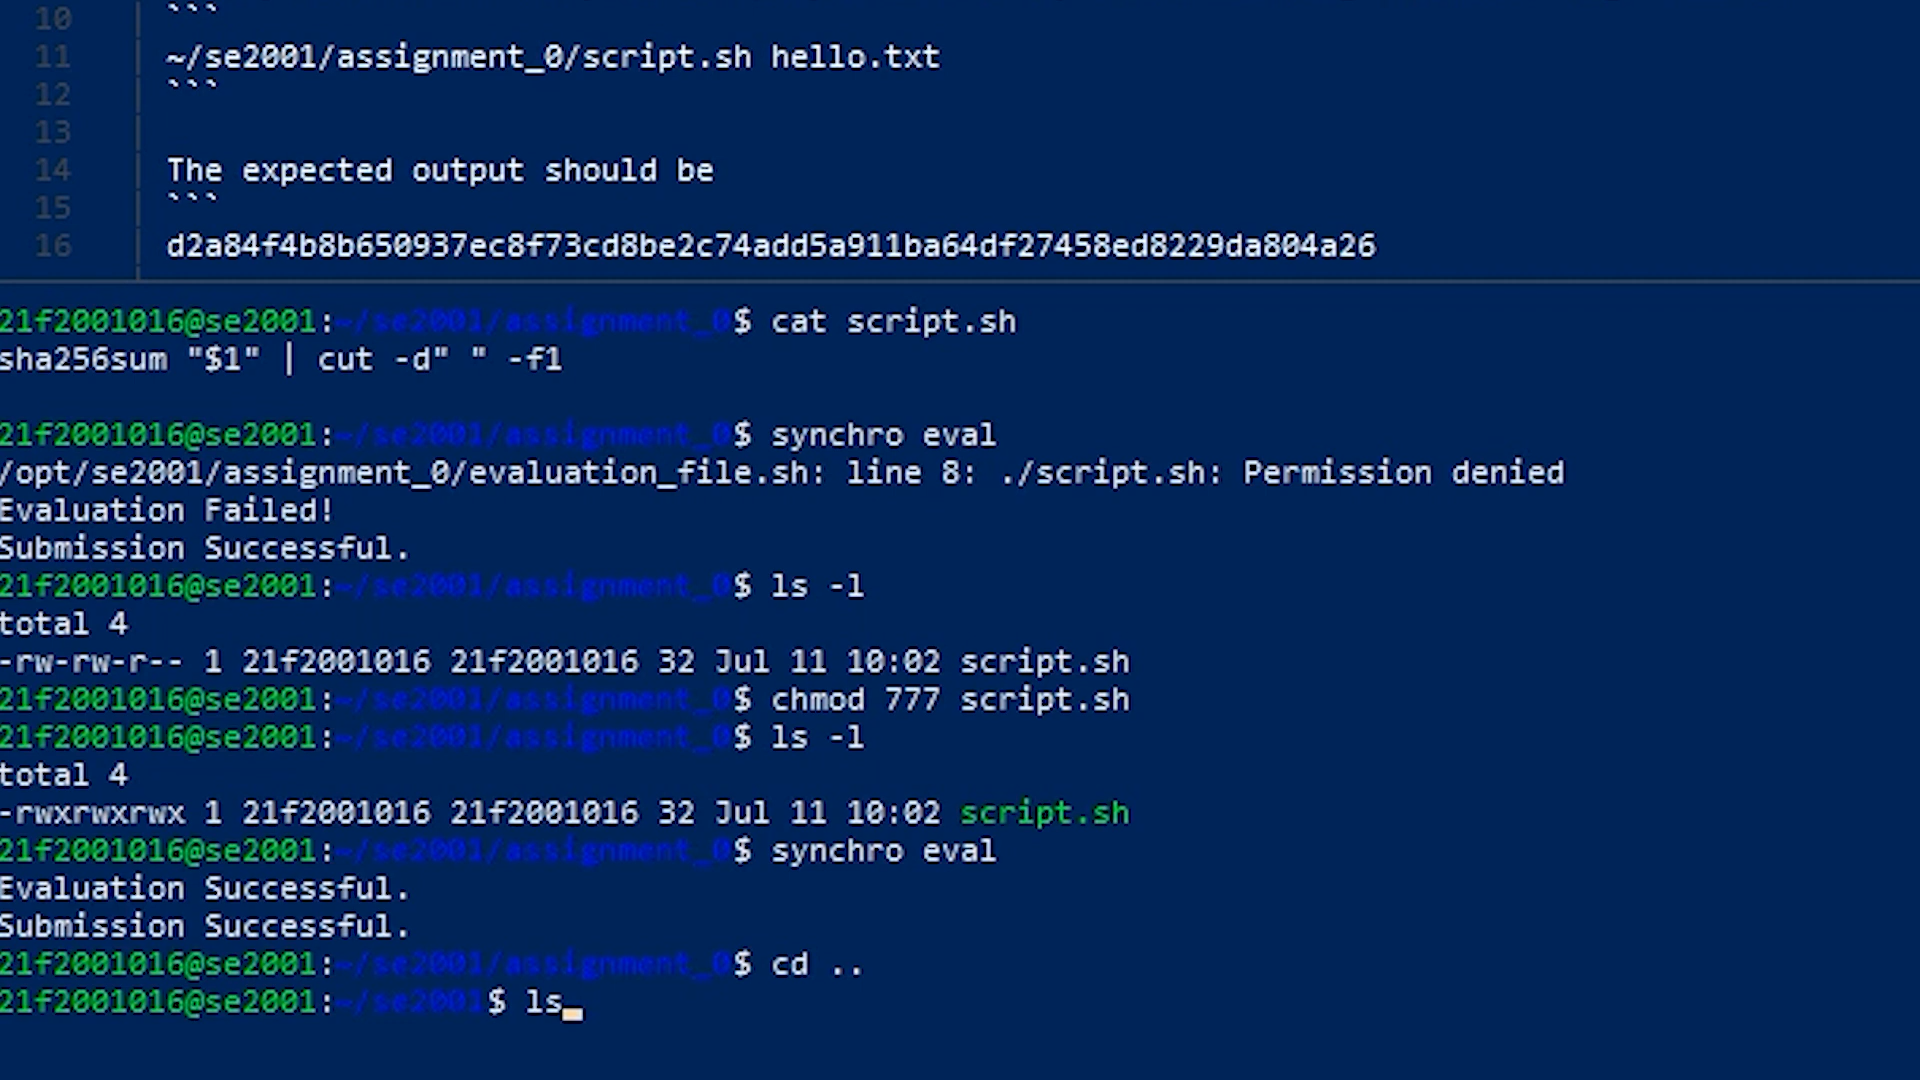 10 ```
11 ~/se2001/assignment_0/script.sh hello.txt
12 ```
13
14 The expected output should be
15 ```
16 d2a84f4b8b650937ec8f73cd8be2c74add5a911ba64df27458ed8229da804a26
21f2001016@se2001:~/se2001/assignment_0$ cat script.sh
sha256sum "$1" | cut -d" " -f1
21f2001016@se2001:~/se2001/assignment_0$ synchro eval
/opt/se2001/assignment_0/evaluation_file.sh: line 8: ./script.sh: Permission denied
Evaluation Failed!
Submission Successful.
21f2001016@se2001:~/se2001/assignment_0$ ls -l
total 4
-rw-rw-r-- 1 21f2001016 21f2001016 32 Jul 11 10:02 script.sh
21f2001016@se2001:~/se2001/assignment_0$ chmod 777 script.sh
21f2001016@se2001:~/se2001/assignment_0$ ls -l
total 4
-rwxrwxrwx 1 21f2001016 21f2001016 32 Jul 11 10:02 script.sh
21f2001016@se2001:~/se2001/assignment_0$ synchro eval
Evaluation Successful.
Submission Successful.
21f2001016@se2001:~/se2001/assignment_0$ cd ..
21f2001016@se2001:~/se2001$ ls